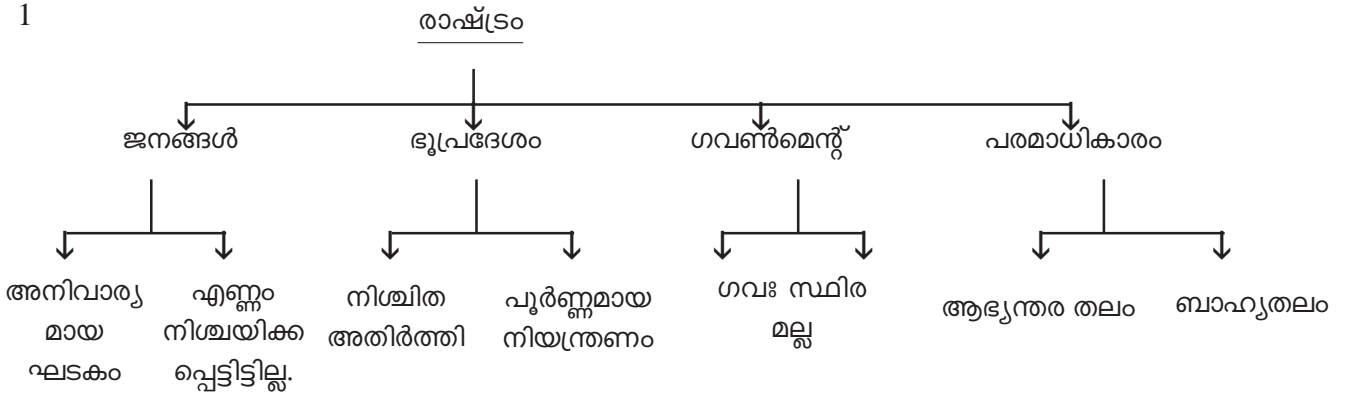 1
രാഷ്ട്രം
ജനങ്ങൾ ഭൂപ്രദേശം ഗവൺമെന്റ് പരമാധികാരം
അനിവാര്യ
മായ
ഘടകം
എണ്ണം
നിശ്ചയിക്ക
പ്പെട്ടിട്ടില്ല.
നിശ്ചിത
അതിർത്തി
പൂർണ്ണമായ
നിയന്ത്രണം
ഗവഃ സ്ഥിര
മല്ല
ആഭ്യന്തര തലം
ബാഹ്യതലം